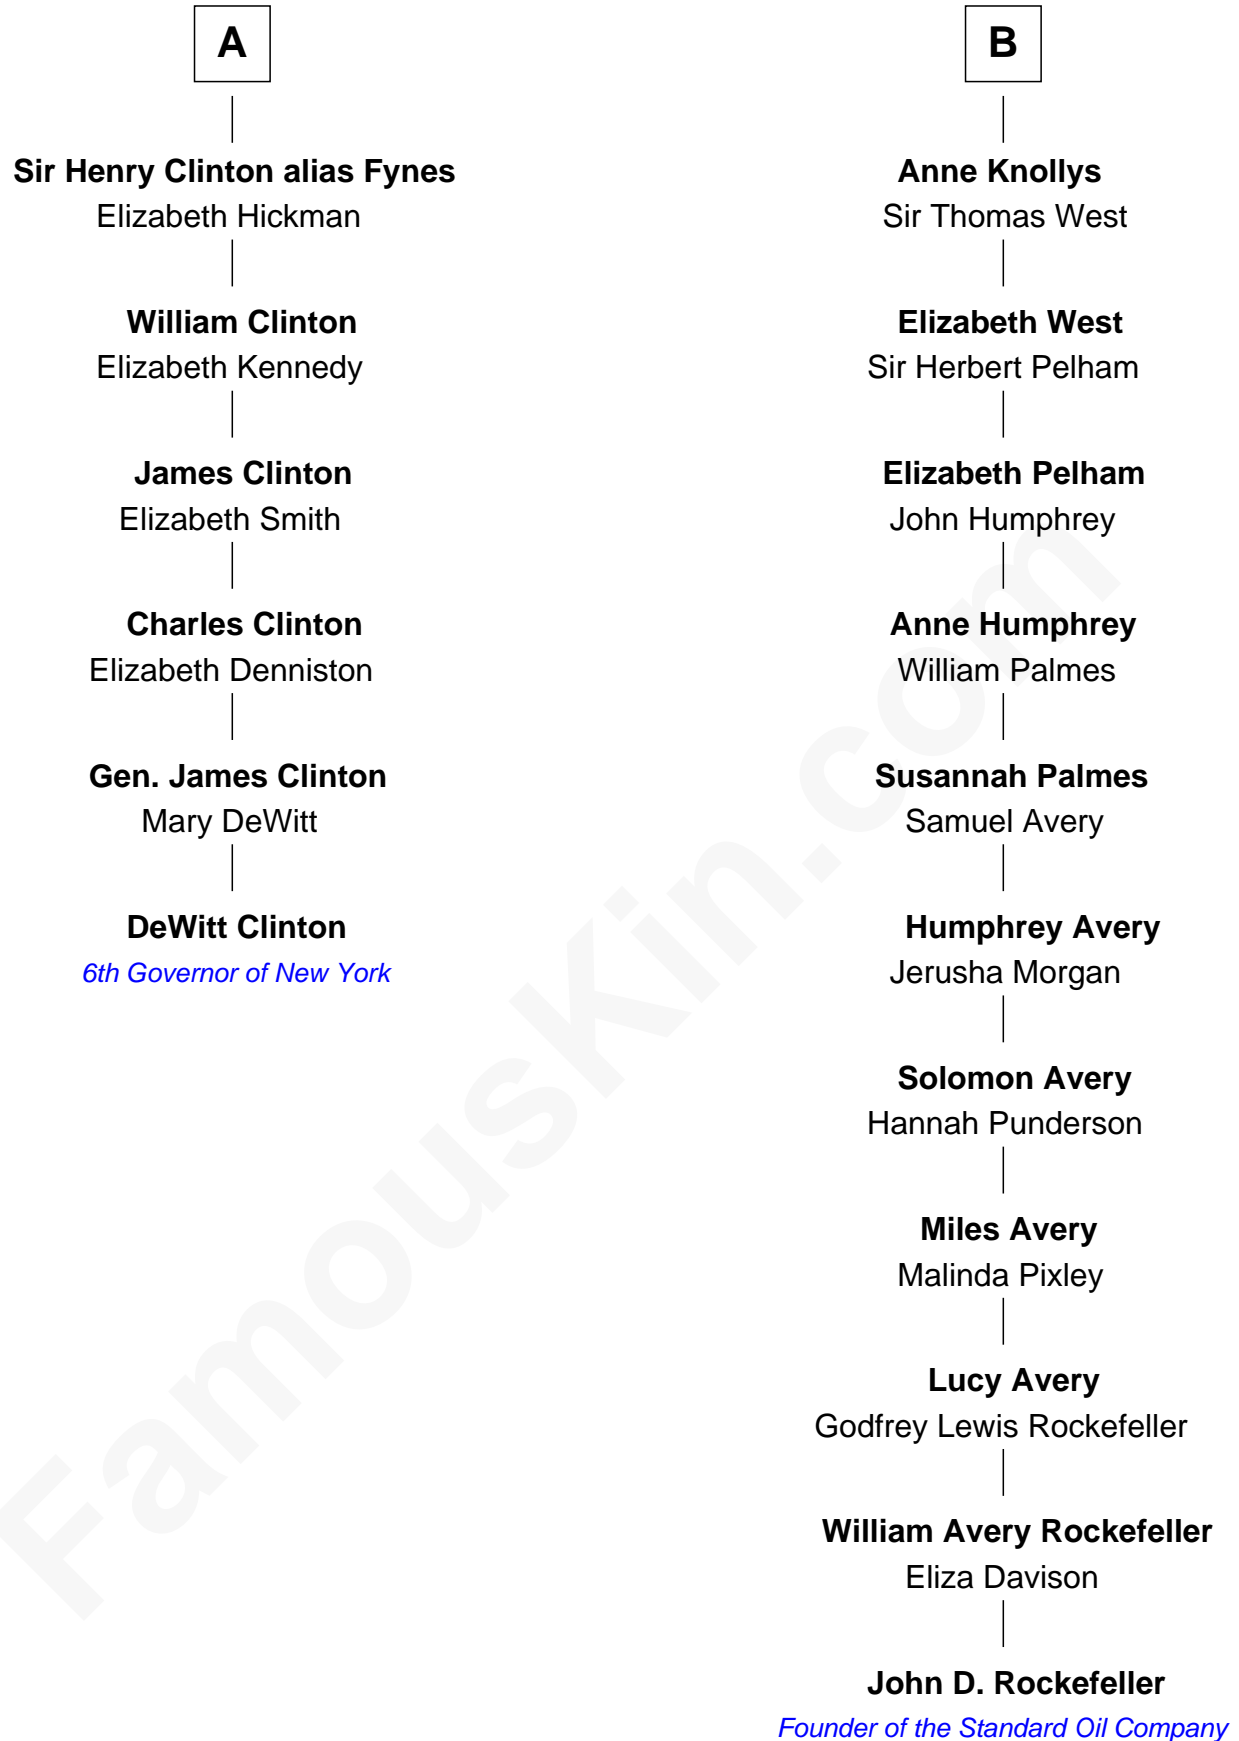 A
Sir Henry Clinton alias Fynes
Elizabeth Hickman
William Clinton
Elizabeth Kennedy
James Clinton
Elizabeth Smith
Charles Clinton
Elizabeth Denniston
Gen. James Clinton
Mary DeWitt
DeWitt Clinton
6th Governor of New York
B
Anne Knollys
Sir Thomas West
Elizabeth West
Sir Herbert Pelham
Elizabeth Pelham
John Humphrey
Anne Humphrey
William Palmes
Susannah Palmes
Samuel Avery
Humphrey Avery
Jerusha Morgan
Solomon Avery
Hannah Punderson
Miles Avery
Malinda Pixley
Lucy Avery
Godfrey Lewis Rockefeller
William Avery Rockefeller
Eliza Davison
John D. Rockefeller
Founder of the Standard Oil Company
FamousKin.com